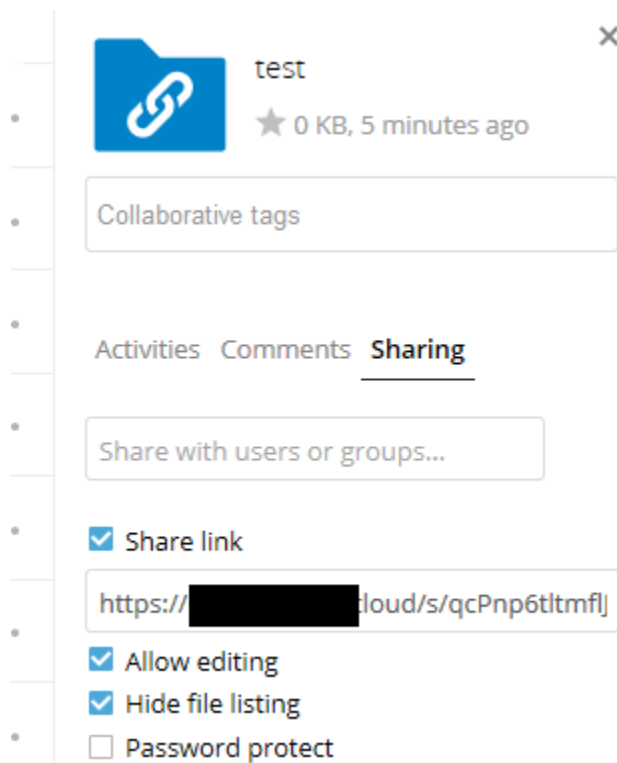 test
0 KB, 5 minutes ago
Collaborative tags
Activities Comments Sharing
Share with users or groups...
Share link
https:// cloud/s/qcPnp6tltmflJ
Allow editing
Hide file listing
Password protect